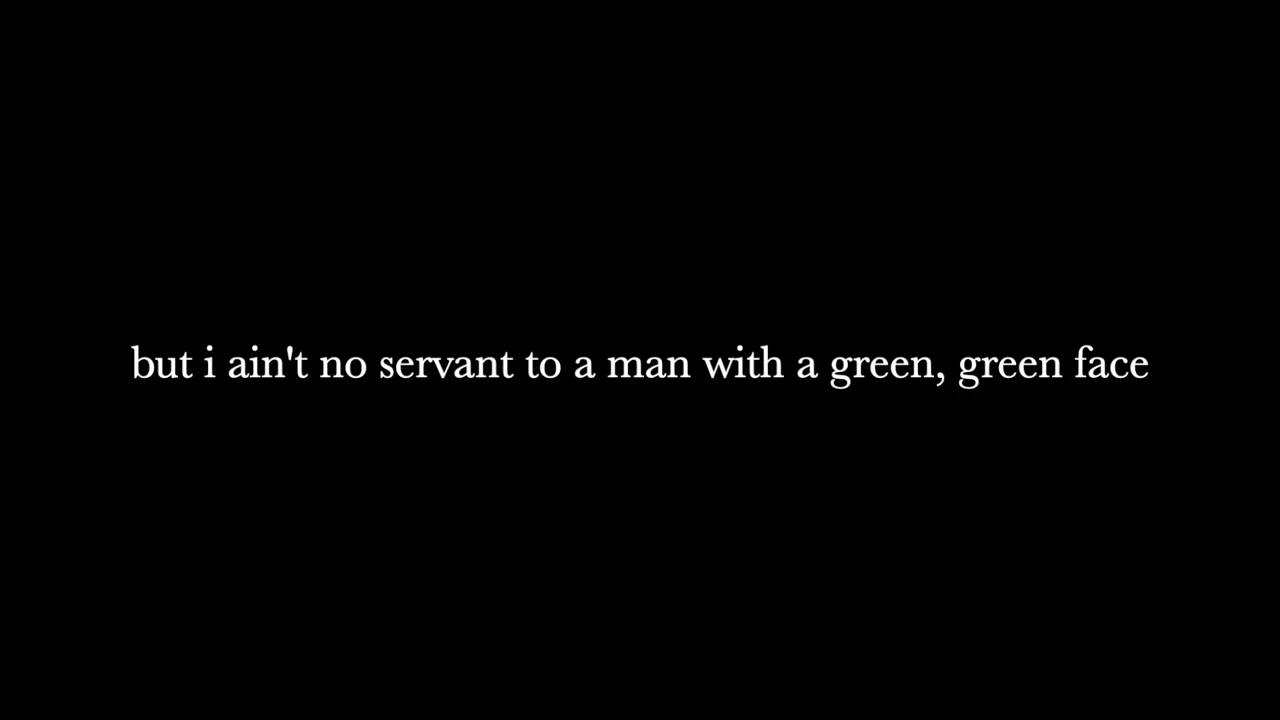 but i ain't no servant to a man with a green, green face